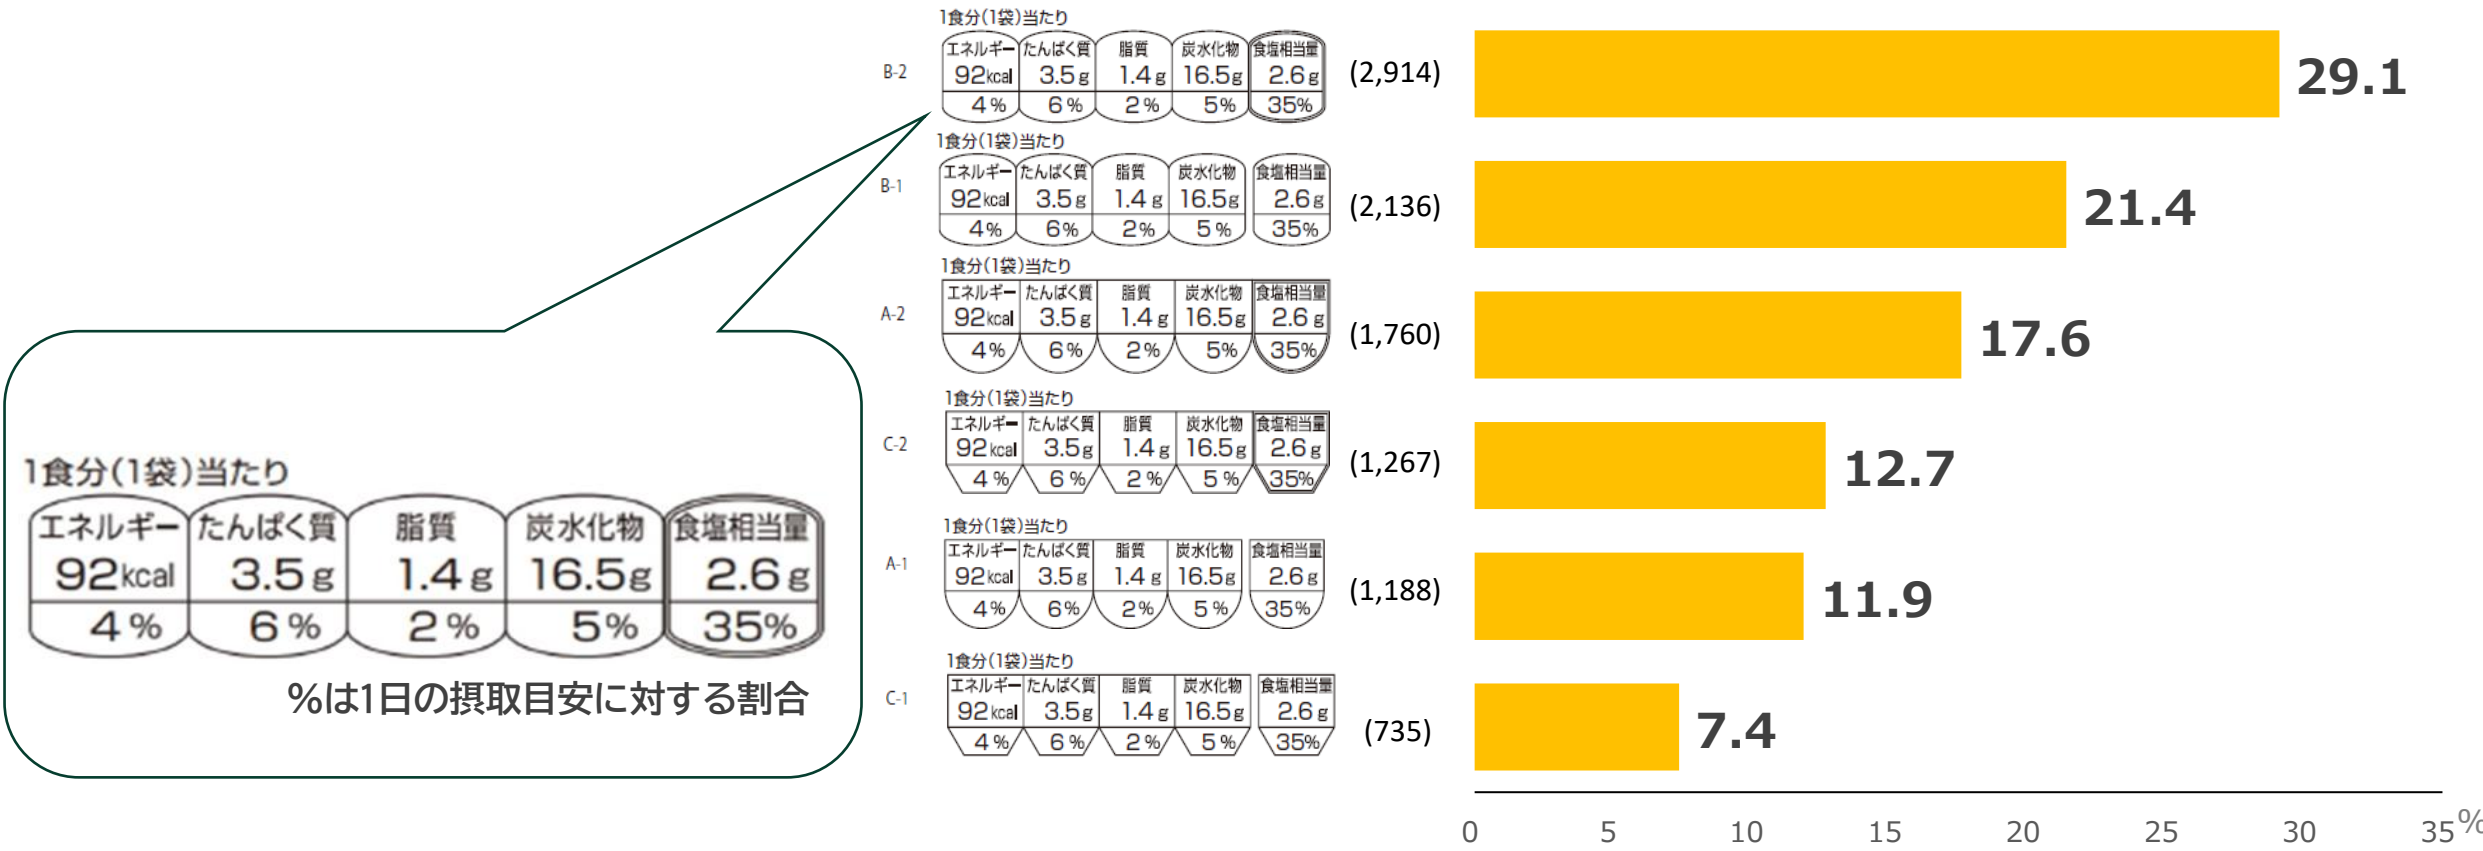 1食分(1袋)当たり
エネルギー たんぱく質 脂質 炭水化物 食塩相当量
B-2 92kcal 3.5g 1.4g 16.5g 2.6g (2,914) 29.1
4% 6% 2% 5% 35%
1食分(1袋)当たり
エネルギー たんぱく質 脂質 炭水化物 食塩相当量
B-1 92kcal 3.5g 1.4g 16.5g 2.6g (2,136) 21.4
4% 6% 2% 5% 35%
1食分(1袋)当たり
エネルギー たんぱく質 脂質 炭水化物 食塩相当量
A-2 92kcal 3.5g 1.4g 16.5g 2.6g (1,760) 17.6
4% 6% 2% 5% 35%
1食分(1袋)当たり
エネルギー たんぱく質 脂質 炭水化物 食塩相当量
C-2 92kcal 3.5g 1.4g 16.5g 2.6g (1,267) 12.7
4% 6% 2% 5% 35%
1食分(1袋)当たり
エネルギー たんぱく質 脂質 炭水化物 食塩相当量
A-1 92kcal 3.5g 1.4g 16.5g 2.6g (1,188) 11.9
4% 6% 2% 5% 35%
1食分(1袋)当たり
エネルギー たんぱく質 脂質 炭水化物 食塩相当量
C-1 92kcal 3.5g 1.4g 16.5g 2.6g (735) 7.4
4% 6% 2% 5% 35%
0 5 10 15 20 25 30 35%
1食分(1袋)当たり
エネルギー たんぱく質 脂質 炭水化物 食塩相当量
92kcal 3.5g 1.4g 16.5g 2.6g
4% 6% 2% 5% 35%
%は1日の摂取目安に対する割合